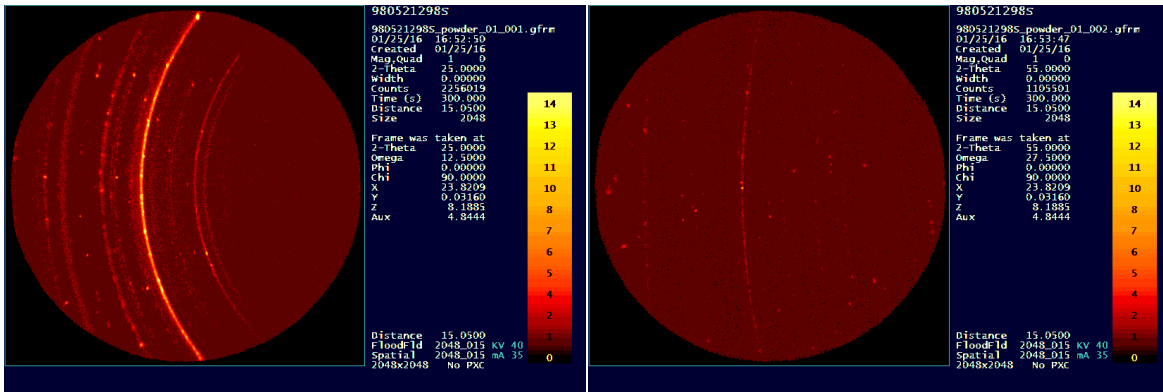 980521298S
980521298S_powder_01_001.gfrm
01/25/16 16:52:50
Created 01/25/16
Mag.Quad 1 0
2-Theta 25.0000
Width 0.00000
Counts 2256019
Time (s) 300.000
Distance 15.0500
Size 2048
Frame was taken at
2-Theta 25.0000
Omega 12.5000
Phi 0.00000
Chi 90.0000
X 23.8209
Y 0.03160
Z 8.1885
Aux 4.8444
14
13
12
11
10
8
7
6
5
4
2
1
0
Distance 15.0500
FloodFld 2048_015 KV 40
Spatial 2048_015 mA 35
2048x2048 No PXC
980521298S
980521298S_powder_01_002.gfrm
01/25/16 16:53:47
Created 01/25/16
Mag.Quad 1 0
2-Theta 55.0000
Width 0.00000
Counts 1105501
Time (s) 300.000
Distance 15.0500
Size 2048
Frame was taken at
2-Theta 55.0000
Omega 27.5000
Phi 0.00000
Chi 90.0000
X 23.8209
Y 0.03160
Z 8.1885
Aux 4.8444
14
13
12
11
10
8
7
6
5
4
2
1
0
Distance 15.0500
FloodFld 2048_015 KV 40
Spatial 2048_015 mA 35
2048x2048 No PXC